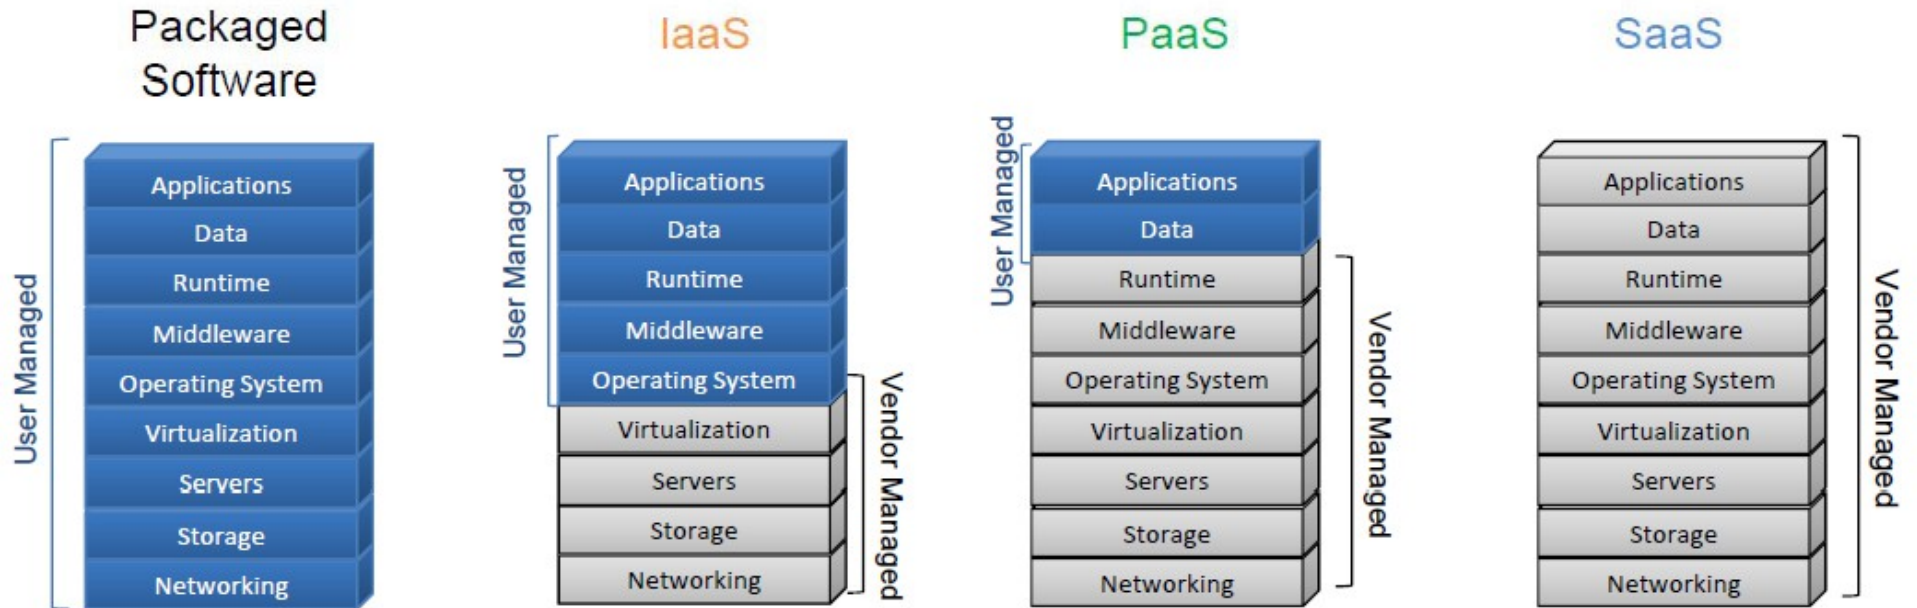 Packaged
Software
IaaS
PaaS
SaaS
User Managed
Applications
Data
Runtime
Middleware
Operating System
Virtualization
Servers
Storage
Networking
User Managed
Applications
Data
Runtime
Middleware
Operating System
Virtualization
Servers
Storage
Networking
Vendor Managed
User Managed
Applications
Data
Runtime
Middleware
Operating System
Virtualization
Servers
Storage
Networking
Vendor Managed
Applications
Data
Runtime
Middleware
Operating System
Virtualization
Servers
Storage
Networking
Vendor Managed